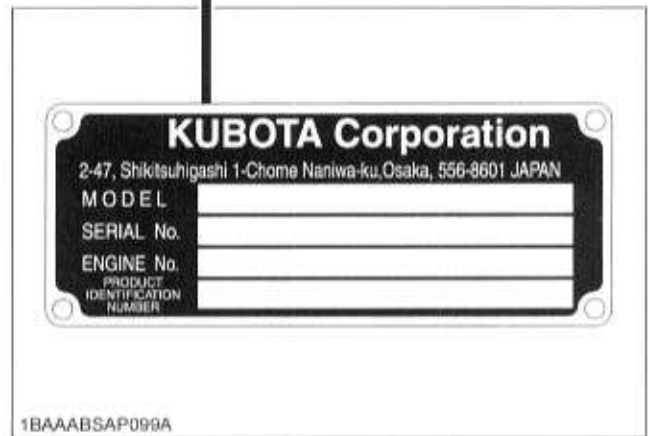 KUBOTA Corporation
2-47, Shikitsuhigashi 1-Chome Naniwa-ku,Osaka, 556-8601 JAPAN
MODEL
SERIAL No.
ENGINE No.
PRODUCT
IDENTIFICATION
NUMBER
1BAAABSAP099A